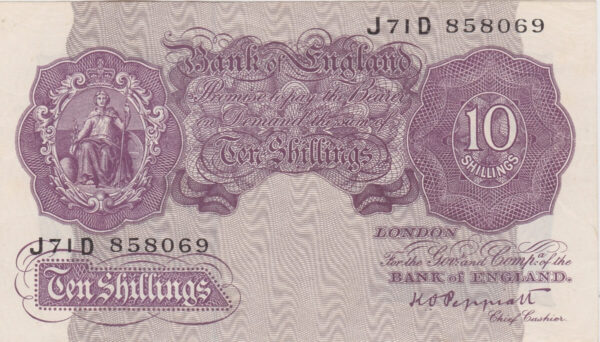 J71D 858069
Bank of England
Promise to pay the Bearer
on Demand the sum of
Ten Shillings
10
SHILLINGS
LONDON
For the Gov.r and Comp.a of the
BANK of ENGLAND.
K O Peppiatt
Chief Cashier
J71D 858069
Ten Shillings